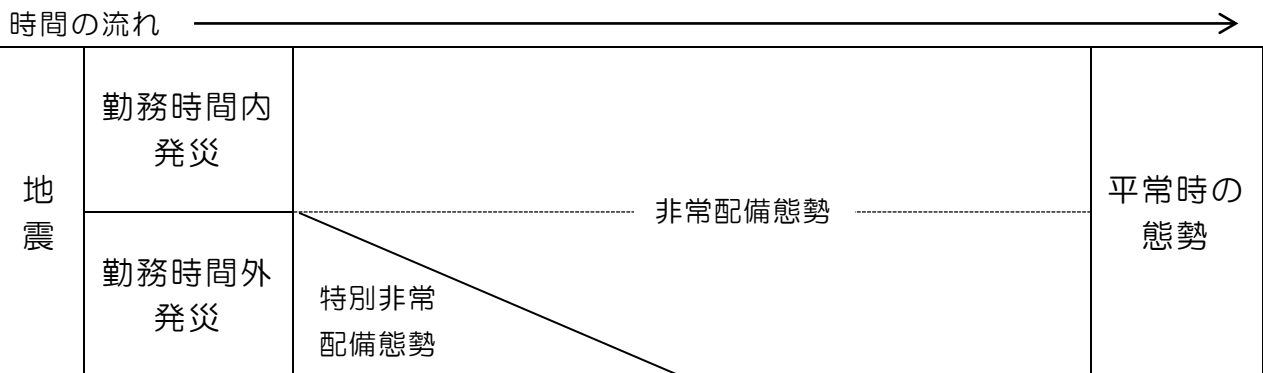 時間の流れ
地
震
勤務時間内
発災
勤務時間外
発災
非常配備態勢
特別非常
配備態勢
平常時の
態勢